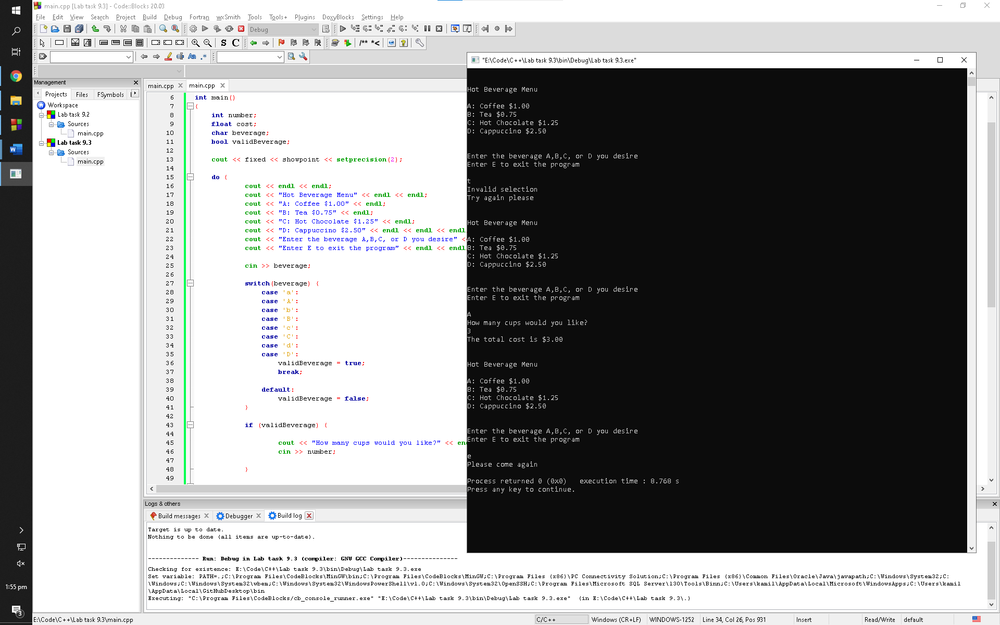 main.cpp [Lab task 9.3] - Code::Blocks 20.03
File Edit View Search Project Build Debug Fortran wxSmith Tools Tools+ Plugins DoxyBlocks Settings Help
Debug
S C /** *<
Aa .*
Management
Projects Files FSymbols
Workspace
Lab task 9.2
Sources
main.cpp
Lab task 9.3
Sources
main.cpp
main.cpp main.cpp
6 int main()
7 {
8 int number;
9 float cost;
10 char beverage;
11 bool validBeverage;
12
13 cout << fixed << showpoint << setprecision(2);
14
15 do {
16 cout << endl << endl;
17 cout << "Hot Beverage Menu" << endl << endl;
18 cout << "A: Coffee $1.00" << endl;
19 cout << "B: Tea $0.75" << endl;
20 cout << "C: Hot Chocolate $1.25" << endl;
21 cout << "D: Cappuccino $2.50" << endl << endl << endl
22 cout << "Enter the beverage A,B,C, or D you desire" <
23 cout << "Enter E to exit the program" << endl << endl
24
25 cin >> beverage;
26
27 switch(beverage) {
28 case 'a':
29 case 'A':
30 case 'b':
31 case 'B':
32 case 'c':
33 case 'C':
34 case 'd':
35 case 'D':
36 validBeverage = true;
37 break;
38
39 default:
40 validBeverage = false;
41 }
42
43 if (validBeverage) {
44
45 cout << "How many cups would you like?" << en
46 cin >> number;
47
48 }
49
"E:\Code\C++\Lab task 9.3\bin\Debug\Lab task 9.3.exe"
Hot Beverage Menu
A: Coffee $1.00
B: Tea $0.75
C: Hot Chocolate $1.25
D: Cappuccino $2.50
Enter the beverage A,B,C, or D you desire
Enter E to exit the program
t
Invalid selection
Try again please
Hot Beverage Menu
A: Coffee $1.00
B: Tea $0.75
C: Hot Chocolate $1.25
D: Cappuccino $2.50
Enter the beverage A,B,C, or D you desire
Enter E to exit the program
A
How many cups would you like?
3
The total cost is $3.00
Hot Beverage Menu
A: Coffee $1.00
B: Tea $0.75
C: Hot Chocolate $1.25
D: Cappuccino $2.50
Enter the beverage A,B,C, or D you desire
Enter E to exit the program
e
Please come again
Process returned 0 (0x0) execution time : 8.768 s
Press any key to continue.
Logs & others
Build messages Debugger Build log
Target is up to date.
Nothing to be done (all items are up-to-date).
-------------- Run: Debug in Lab task 9.3 (compiler: GNU GCC Compiler)---------------
Checking for existence: E:\Code\C++\Lab task 9.3\bin\Debug\Lab task 9.3.exe
Set variable: PATH=.;C:\Program Files\CodeBlocks\MinGW\bin;C:\Program Files\CodeBlocks\MinGW;C:\Program Files (x86)\PC Connectivity Solution;C:\Program Files (x86)\Common Files\Oracle\Java\javapath;C:\Windows\System32;C:
\Windows;C:\Windows\System32\wbem;C:\Windows\System32\WindowsPowerShell\v1.0;C:\Windows\System32\OpenSSH;C:\Program Files\Microsoft SQL Server\130\Tools\Binn;C:\Users\kamil\AppData\Local\Microsoft\WindowsApps;C:\Users\kamil
\AppData\Local\GitHubDesktop\bin
Executing: "C:\Program Files\CodeBlocks/cb_console_runner.exe" "E:\Code\C++\Lab task 9.3\bin\Debug\Lab task 9.3.exe" (in E:\Code\C++\Lab task 9.3\.)
1:55 pm
3
E:\Code\C++\Lab task 9.3\main.cpp C/C++ Windows (CR+LF) WINDOWS-1252 Line 34, Col 26, Pos 931 Insert Read/Write default